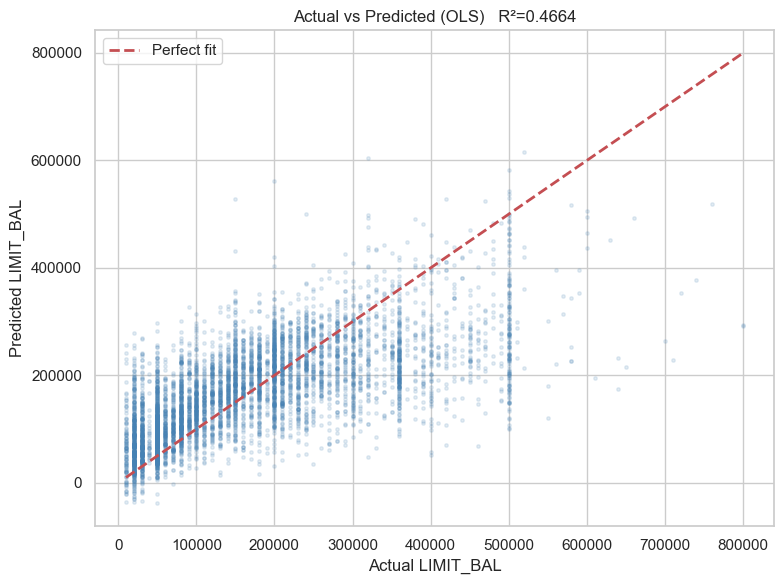 Actual vs Predicted (OLS)   R²=0.4664
Perfect fit
800000
600000
400000
200000
0
Predicted LIMIT_BAL
0 100000 200000 300000 400000 500000 600000 700000 800000
Actual LIMIT_BAL